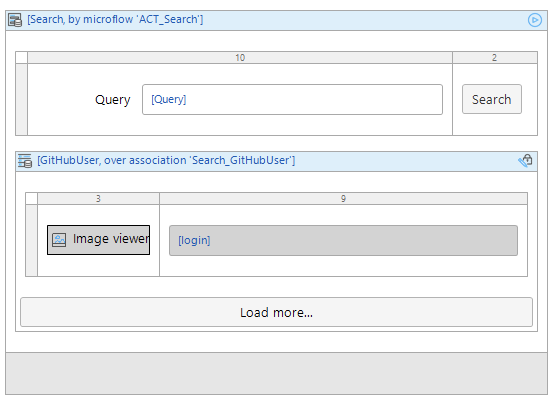 [Search, by microflow 'ACT_Search']
10
2
Query
[Query]
Search
[GitHubUser, over association 'Search_GitHubUser']
3
9
Image viewer
[login]
Load more...